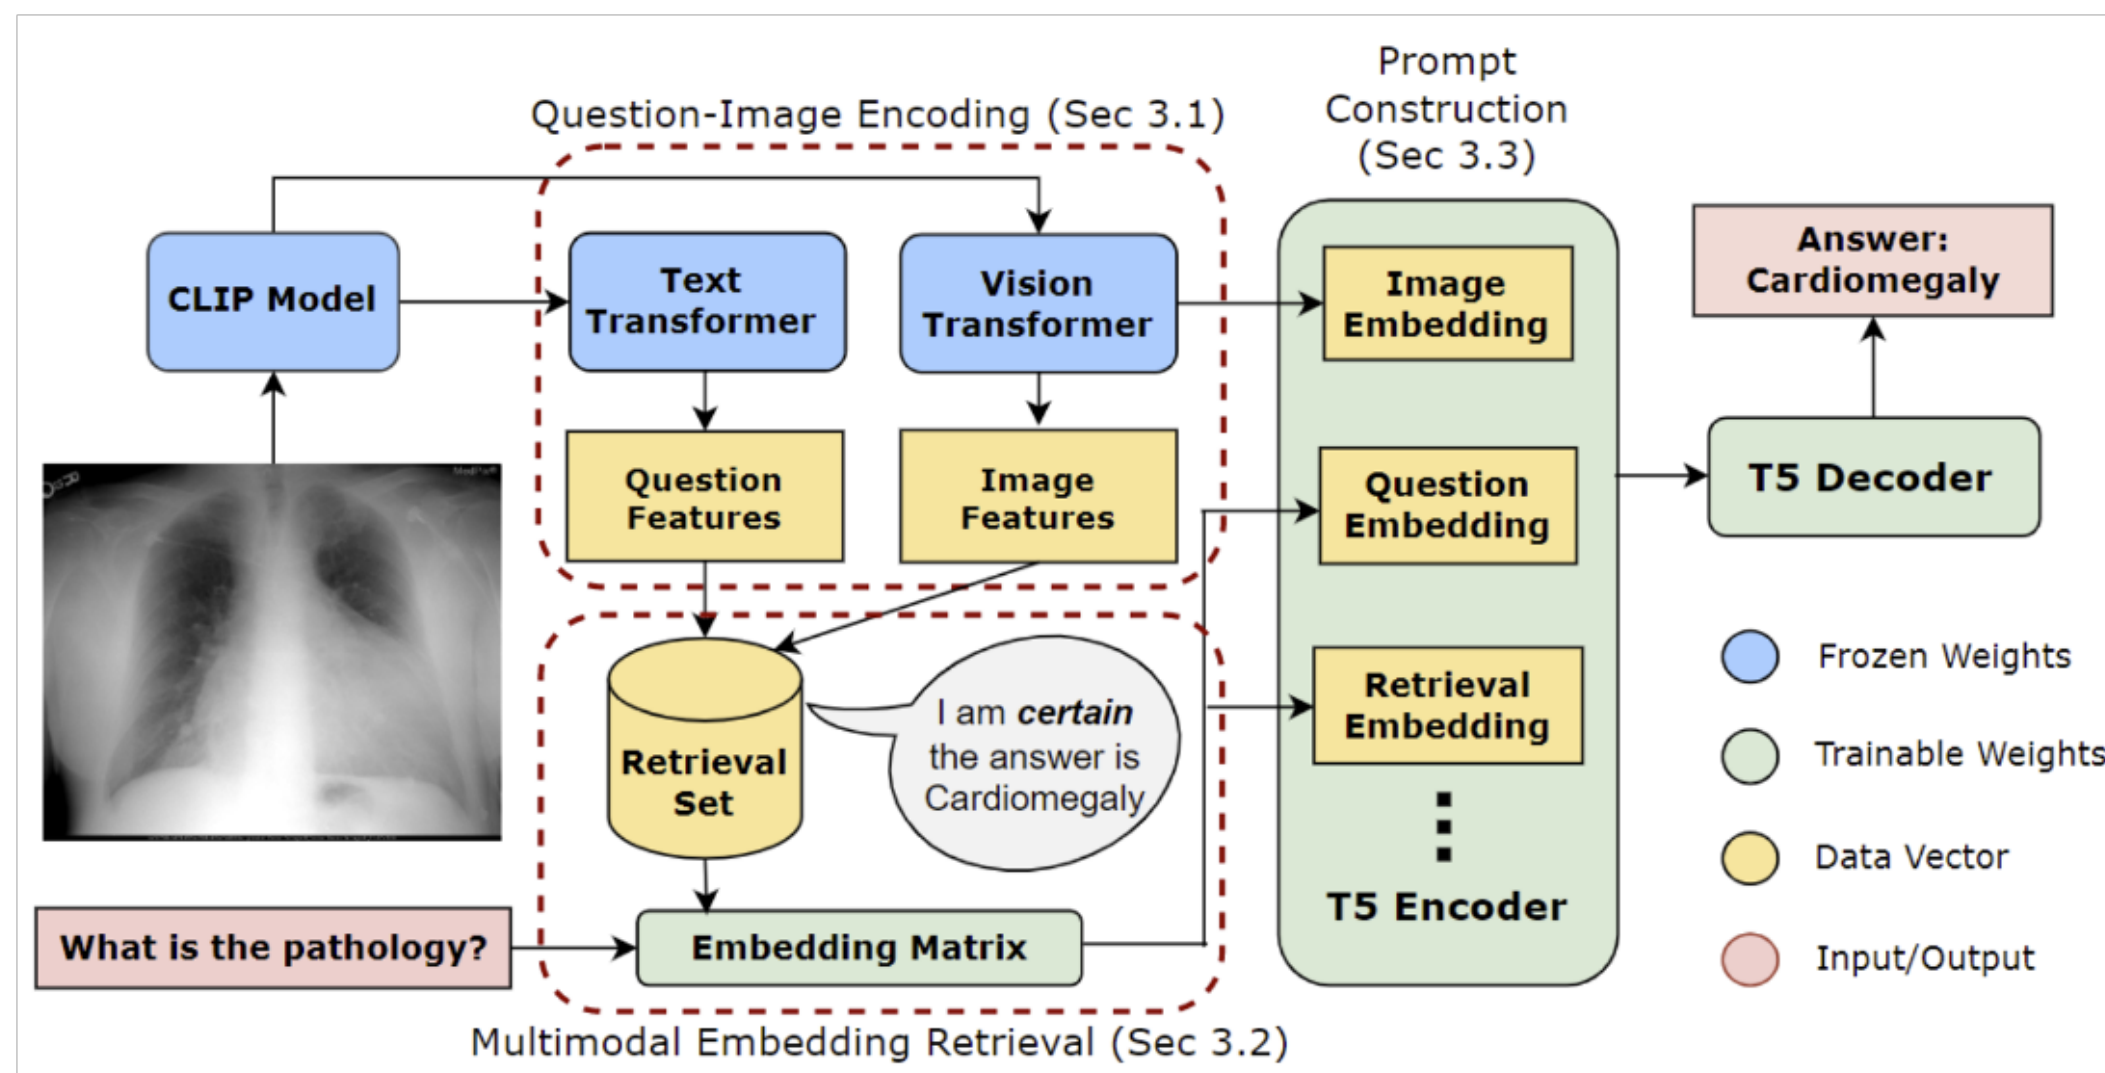 Prompt
Construction
(Sec 3.3)
Question-Image Encoding (Sec 3.1)
CLIP Model
Text
Transformer
Vision
Transformer
Image
Embedding
Answer:
Cardiomegaly
Question
Features
Image
Features
Question
Embedding
T5 Decoder
Retrieval
Set
I am certain
the answer is
Cardiomegaly
Retrieval
Embedding
T5 Encoder
What is the pathology?
Embedding Matrix
Multimodal Embedding Retrieval (Sec 3.2)
Frozen Weights
Trainable Weights
Data Vector
Input/Output